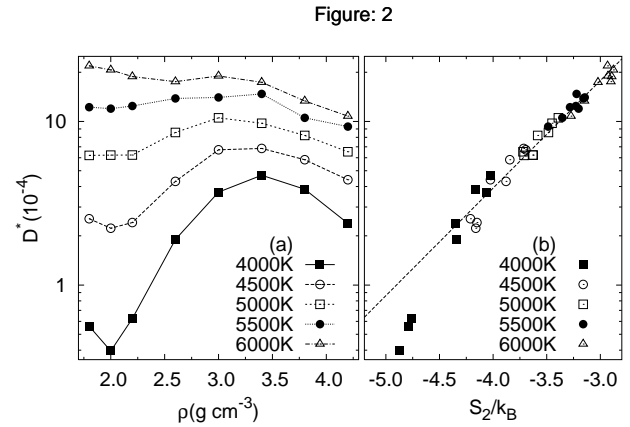 Figure: 2
D* (10⁻⁴)
10
1
(a)
4000K
4500K
5000K
5500K
6000K
2.0 2.5 3.0 3.5 4.0
ρ(g cm⁻³)
(b)
4000K
4500K
5000K
5500K
6000K
-5.0 -4.5 -4.0 -3.5 -3.0
S₂/k_B